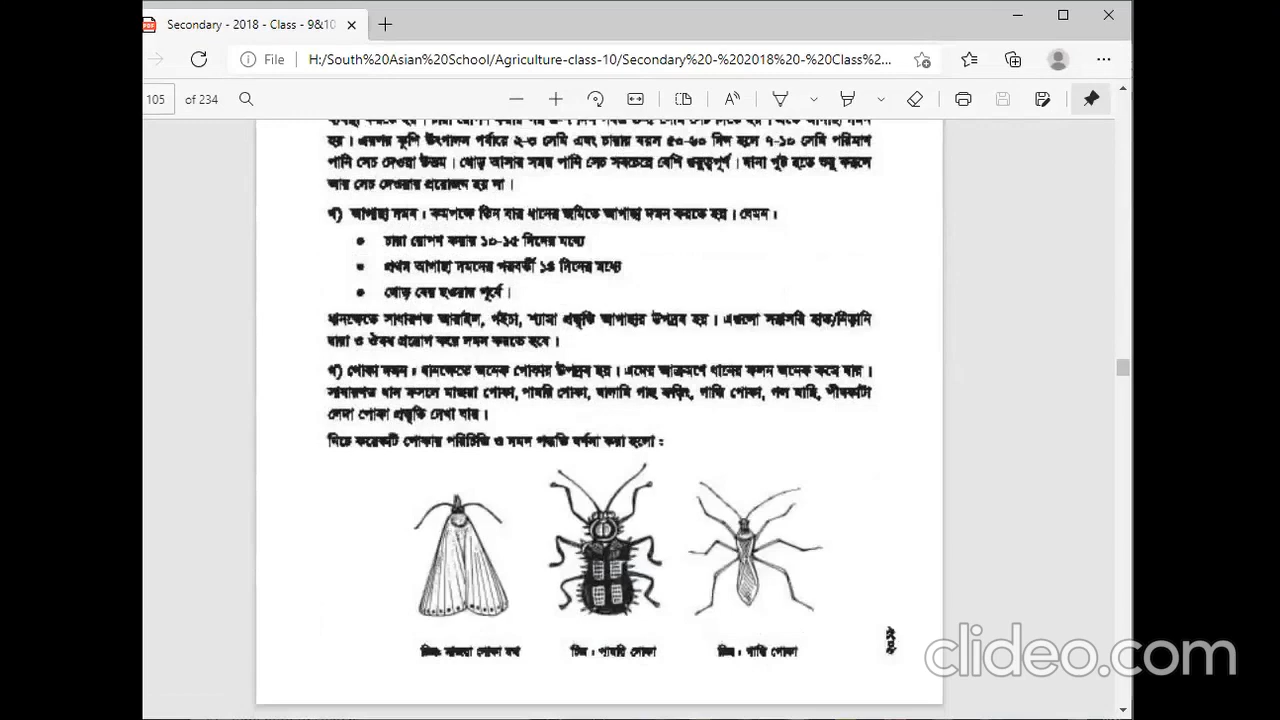 Secondary - 2018 - Class - 9&10
File
H:/South%20Asian%20School/Agriculture-class-10/Secondary%20-%202018%20-%20Class%2...
105 of 234
হয়। এরপর কুশি উৎপাদন পর্যায়ে ২-৩ সেমি এবং চারার বয়স ৫০-৬০ দিন হলে ৭-১০ সেমি পরিমাণ
পানি সেচ দেওয়া উত্তম। থোড় আসার সময় পানি সেচ সবচেয়ে বেশি গুরুত্বপূর্ণ। দানা পুষ্ট হতে শুরু করলে
আর সেচ দেওয়ার প্রয়োজন হয় না।
গ) আগাছা দমন : কমপক্ষে তিন বার ধানের জমিতে আগাছা দমন করতে হয়। যেমন।
• চারা রোপণ করার ১০-১৫ দিনের মধ্যে
• প্রথম আগাছা দমনের পরবর্তী ১৪ দিনের মধ্যে
• থোড় বের হওয়ার পূর্বে।
ধানক্ষেতে সাধারণত আরাইল, গইচা, শ্যামা প্রভৃতি আগাছার উপদ্রব হয়। এগুলো সরাসরি হাত/নিড়ানি
দ্বারা ও ঔষধ প্রয়োগ করে দমন করতে হবে।
ঘ) পোকা দমন : ধানক্ষেতে অনেক পোকার উপদ্রব হয়। এদের আক্রমণে ধানের ফলন অনেক কমে যায়।
সাধারণত ধান ফসলে মাজরা পোকা, পামরি পোকা, বাদামি গাছ ফড়িং, গান্ধি পোকা, গল মাছি, শীষকাটা
লেদা পোকা প্রভৃতি দেখা যায়।
নিচে কয়েকটি পোকার পরিচিতি ও দমন পদ্ধতি বর্ণনা করা হলো :
চিত্র: মাজরা পোকা মথ
চিত্র : পামরি পোকা
চিত্র : গান্ধি পোকা
clideo.com